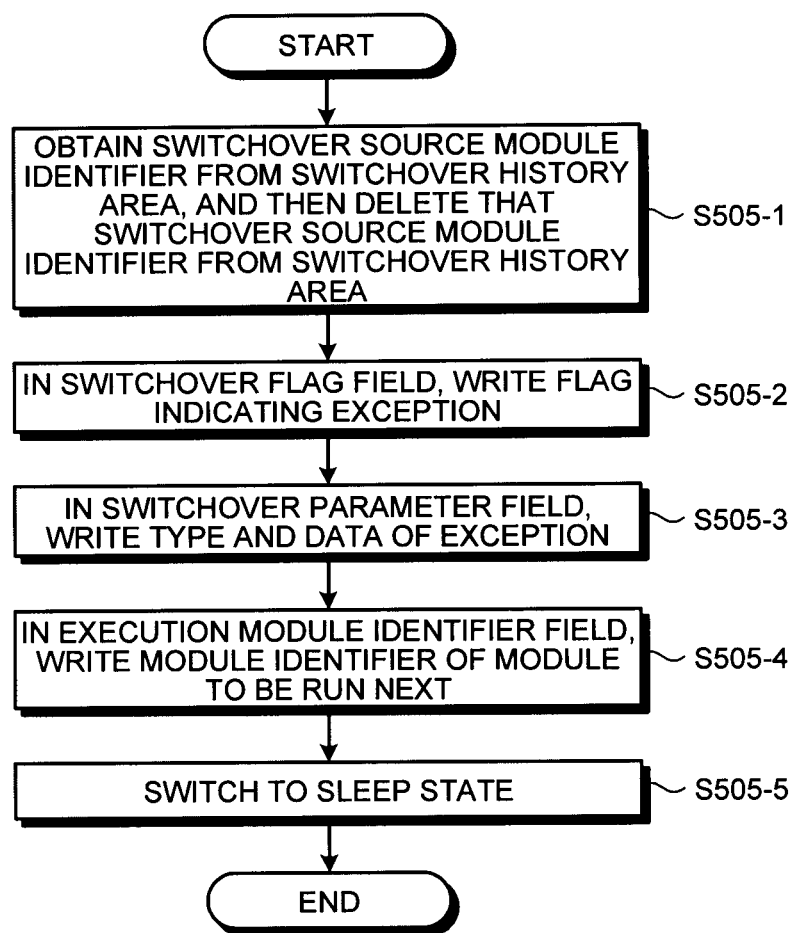 START
OBTAIN SWITCHOVER SOURCE MODULE
IDENTIFIER FROM SWITCHOVER HISTORY
AREA, AND THEN DELETE THAT
SWITCHOVER SOURCE MODULE
IDENTIFIER FROM SWITCHOVER HISTORY
AREA
S505-1
IN SWITCHOVER FLAG FIELD, WRITE FLAG
INDICATING EXCEPTION
S505-2
IN SWITCHOVER PARAMETER FIELD,
WRITE TYPE AND DATA OF EXCEPTION
S505-3
IN EXECUTION MODULE IDENTIFIER FIELD,
WRITE MODULE IDENTIFIER OF MODULE
TO BE RUN NEXT
S505-4
SWITCH TO SLEEP STATE
S505-5
END